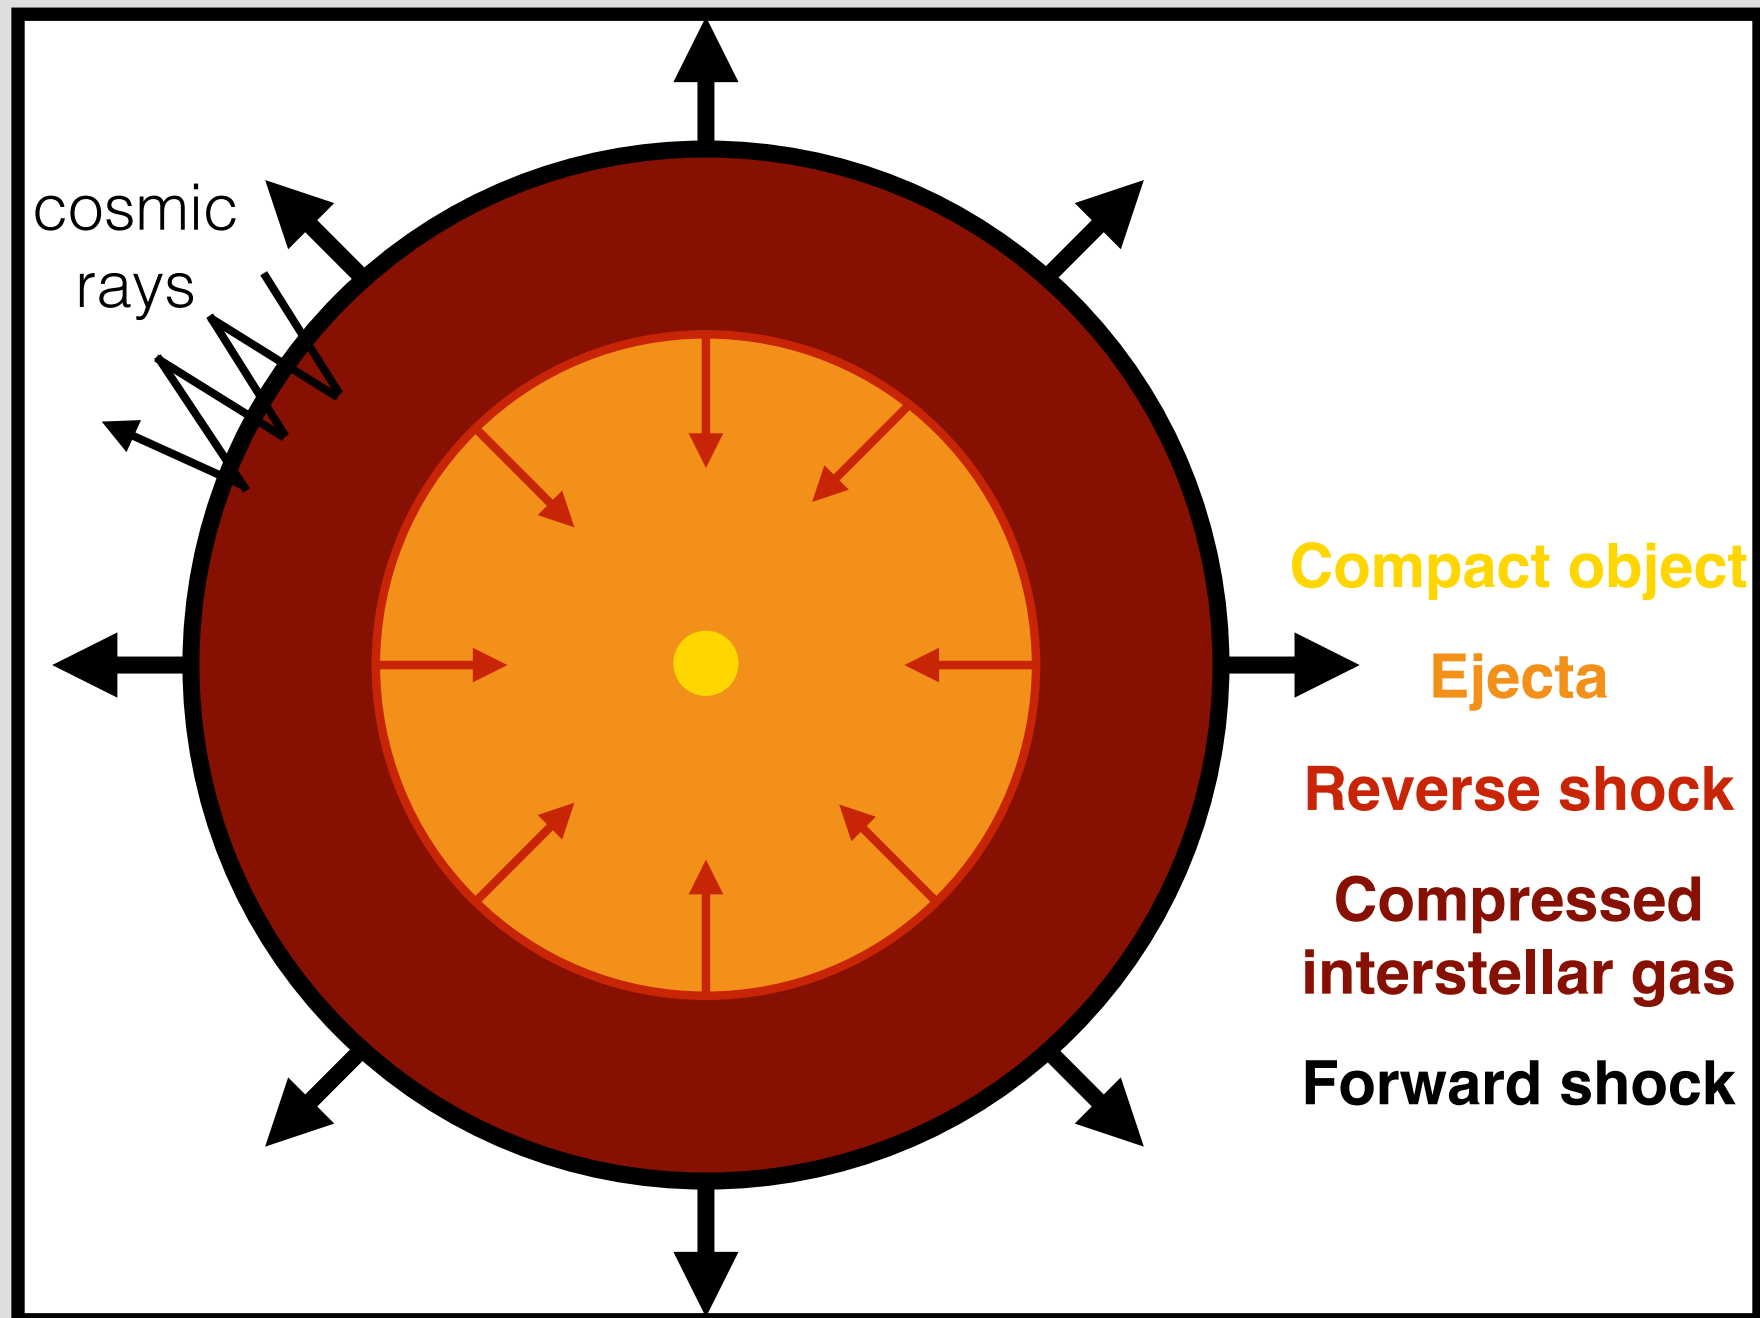 cosmic
rays
Compact object
Ejecta
Reverse shock
Compressed
interstellar gas
Forward shock